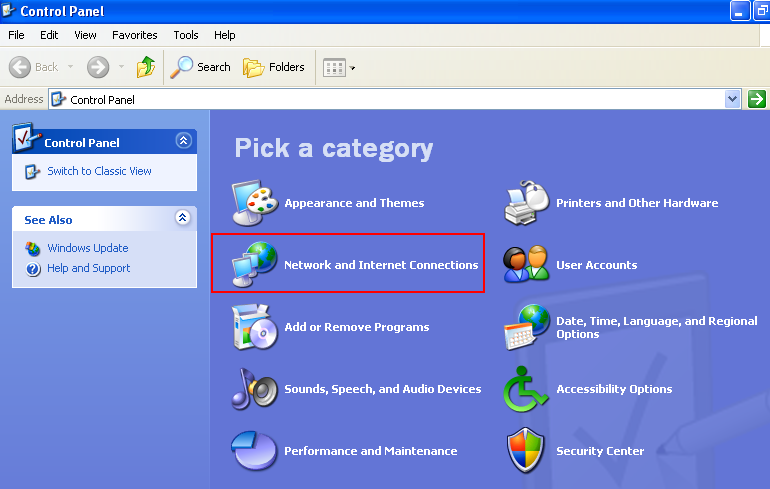 Control Panel
File Edit View Favorites Tools Help
Back Search Folders
Address Control Panel
Control Panel
Switch to Classic View
See Also
Windows Update
Help and Support
Pick a category
Appearance and Themes
Printers and Other Hardware
Network and Internet Connections
User Accounts
Add or Remove Programs
Date, Time, Language, and Regional
Options
Sounds, Speech, and Audio Devices
Accessibility Options
Performance and Maintenance
Security Center